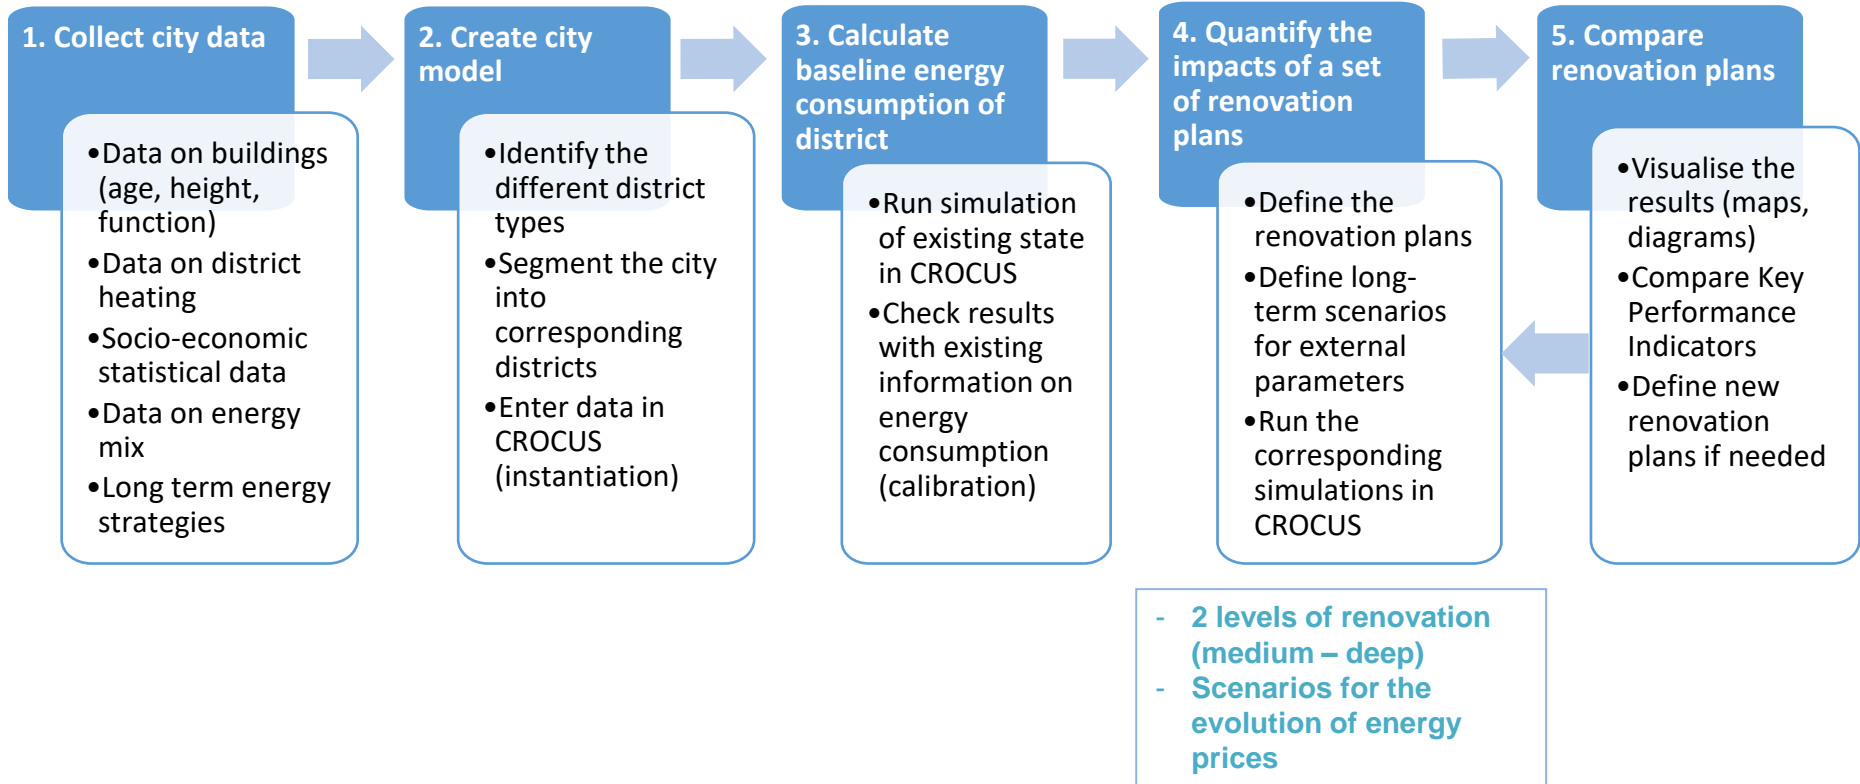 1. Collect city data
•Data on buildings
(age, height,
function)
•Data on district
heating
•Socio-economic
statistical data
•Data on energy
mix
•Long term energy
strategies
2. Create city
model
•Identify the
different district
types
•Segment the city
into
corresponding
districts
•Enter data in
CROCUS
(instantiation)
3. Calculate
baseline energy
consumption of
district
•Run simulation
of existing state
in CROCUS
•Check results
with existing
information on
energy
consumption
(calibration)
4. Quantify the
impacts of a set
of renovation
plans
•Define the
renovation plans
•Define long-
term scenarios
for external
parameters
•Run the
corresponding
simulations in
CROCUS
5. Compare
renovation plans
•Visualise the
results (maps,
diagrams)
•Compare Key
Performance
Indicators
•Define new
renovation
plans if needed
- 2 levels of renovation
(medium – deep)
- Scenarios for the
evolution of energy
prices